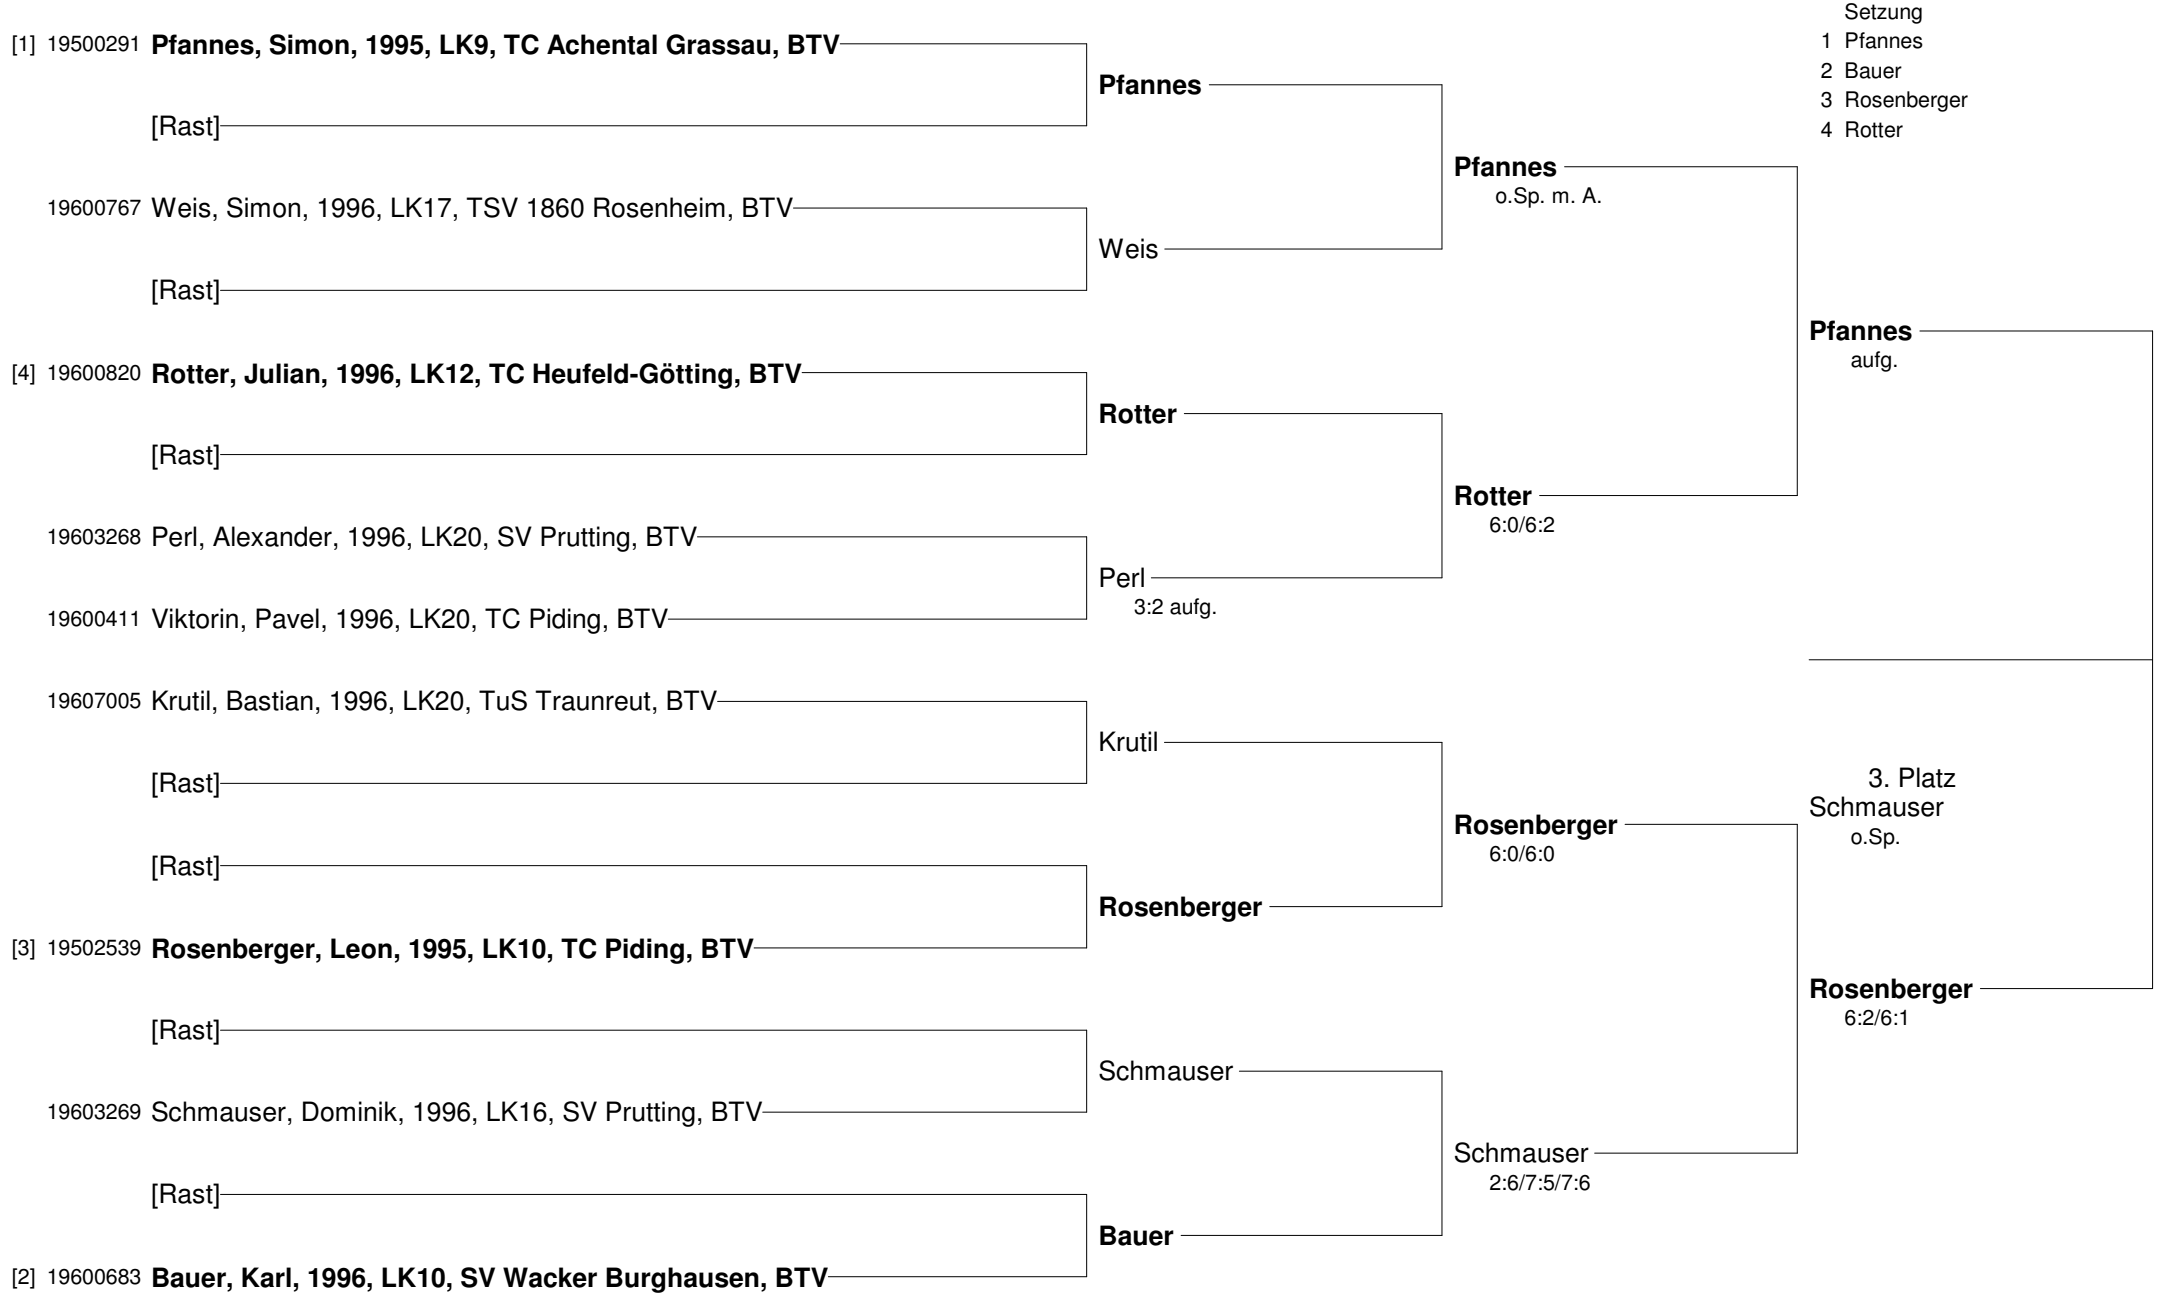 Setzung
1 Pfannes
2 Bauer
3 Rosenberger
4 Rotter
[1] 19500291 Pfannes, Simon, 1995, LK9, TC Achental Grassau, BTV
[Rast]
19600767 Weis, Simon, 1996, LK17, TSV 1860 Rosenheim, BTV
[Rast]
[4] 19600820 Rotter, Julian, 1996, LK12, TC Heufeld-Götting, BTV
[Rast]
19603268 Perl, Alexander, 1996, LK20, SV Prutting, BTV
19600411 Viktorin, Pavel, 1996, LK20, TC Piding, BTV
19607005 Krutil, Bastian, 1996, LK20, TuS Traunreut, BTV
[Rast]
[Rast]
[3] 19502539 Rosenberger, Leon, 1995, LK10, TC Piding, BTV
[Rast]
19603269 Schmauser, Dominik, 1996, LK16, SV Prutting, BTV
[Rast]
[2] 19600683 Bauer, Karl, 1996, LK10, SV Wacker Burghausen, BTV
Pfannes
Weis
Rotter
Perl
3:2 aufg.
Krutil
Rosenberger
Schmauser
Bauer
Pfannes
o.Sp. m. A.
Rotter
6:0/6:2
Rosenberger
6:0/6:0
Schmauser
2:6/7:5/7:6
Pfannes
aufg.
3. Platz
Schmauser
o.Sp.
Rosenberger
6:2/6:1